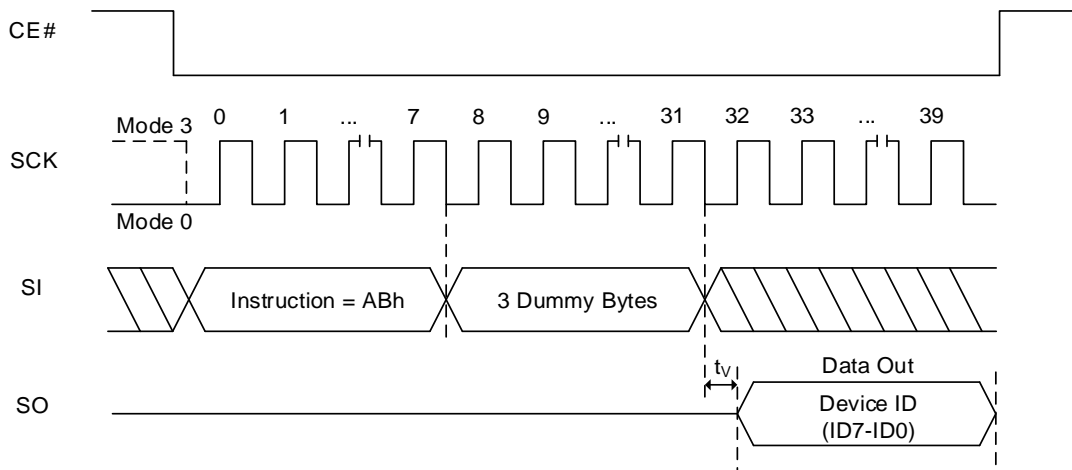 CE#
0 1 ... 7 8 9 ... 31 32 33 ... 39
Mode 3
SCK
Mode 0
SI
Instruction = ABh
3 Dummy Bytes
tV
Data Out
SO
Device ID
(ID7-ID0)